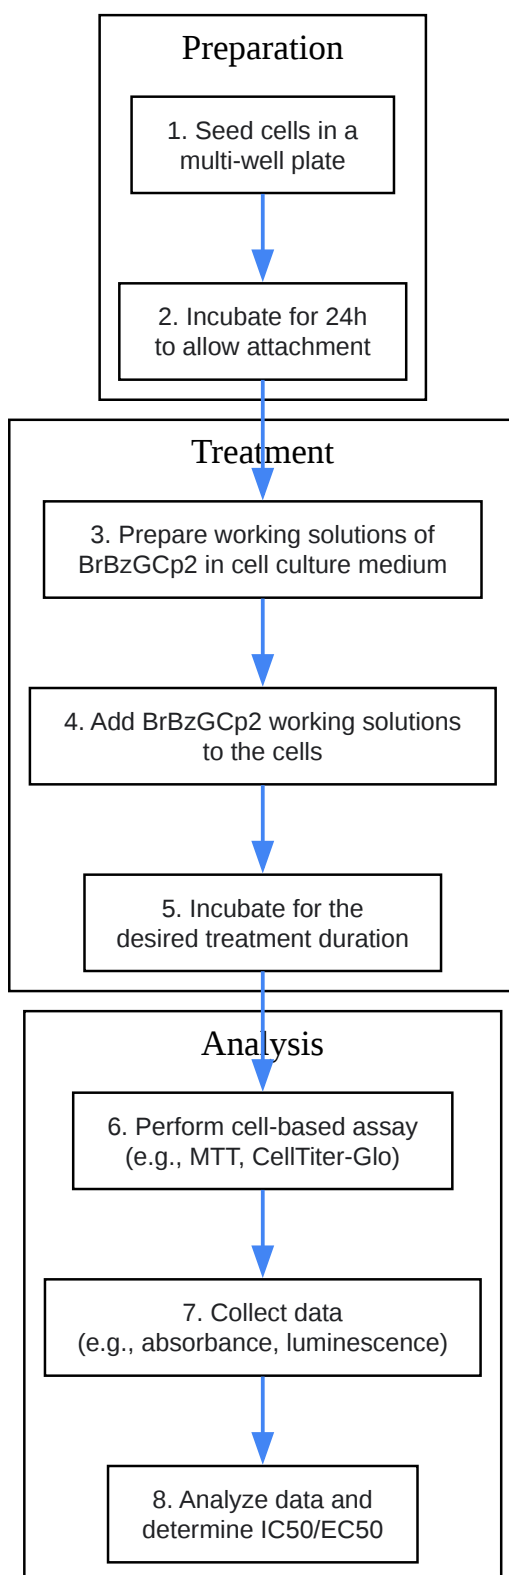 Preparation
1. Seed cells in a
multi-well plate
2. Incubate for 24h
to allow attachment
Treatment
3. Prepare working solutions of
BrBzGCp2 in cell culture medium
4. Add BrBzGCp2 working solutions
to the cells
5. Incubate for the
desired treatment duration
Analysis
6. Perform cell-based assay
(e.g., MTT, CellTiter-Glo)
7. Collect data
(e.g., absorbance, luminescence)
8. Analyze data and
determine IC50/EC50